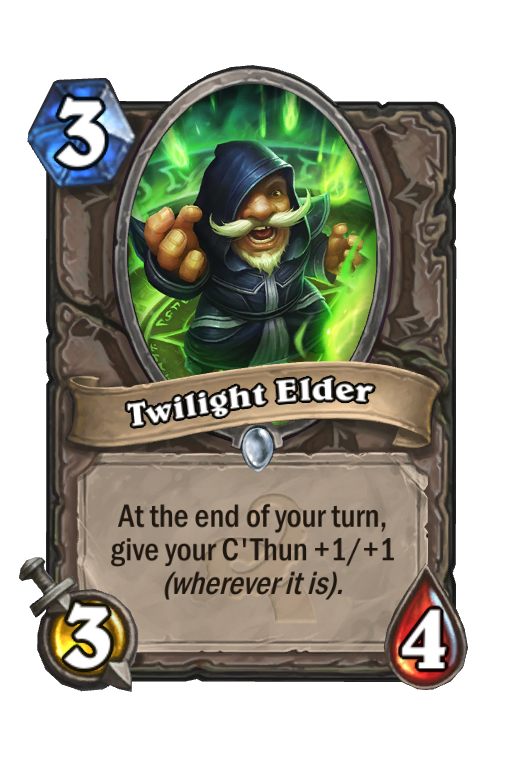 3
Twilight Elder
At the end of your turn,
give your C'Thun +1/+1
(wherever it is).
3
4